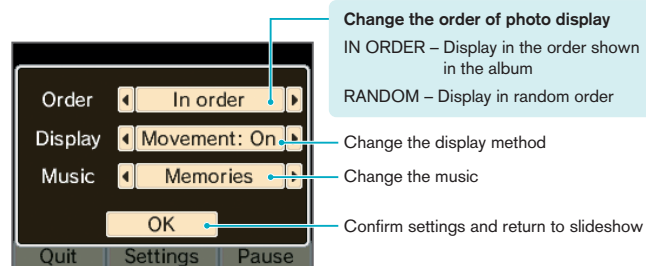 Change the order of photo display
IN ORDER – Display in the order shown
in the album
RANDOM – Display in random order
Order In order
Display Movement: On
Change the display method
Music Memories
Change the music
OK
Confirm settings and return to slideshow
Quit Settings Pause